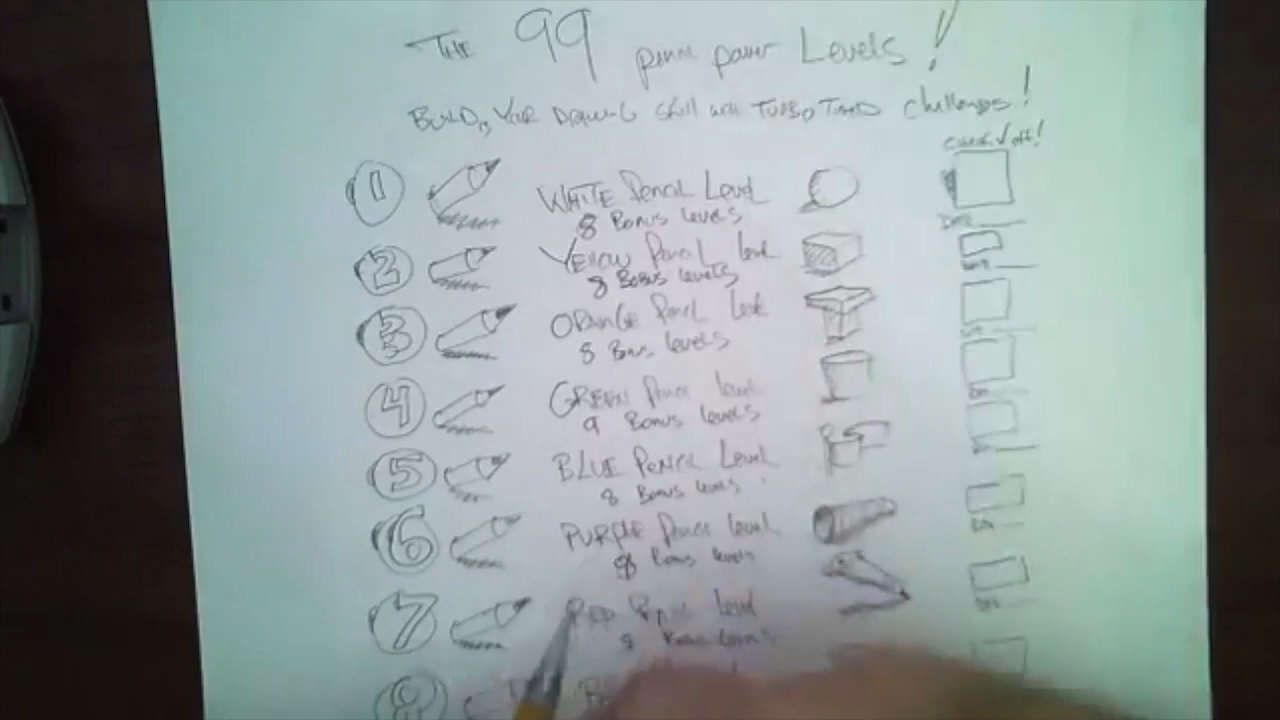 THE 99 pencil power Levels!
BUILD Your DRAWING skill with TURBO TIMED challenges!
check √ off!
1 WHITE Pencil Level
8 Bonus levels
Date
2 YELLOW Pencil level
8 Bonus levels
3 ORANGE Pencil Level
8 Bonus levels
4 GREEN Pencil level
9 Bonus levels
5 BLUE PENCIL Level
8 Bonus levels
6 PURPLE Pencil level
8 Bonus levels
7 RED Pencil level
8 Bonus levels
8